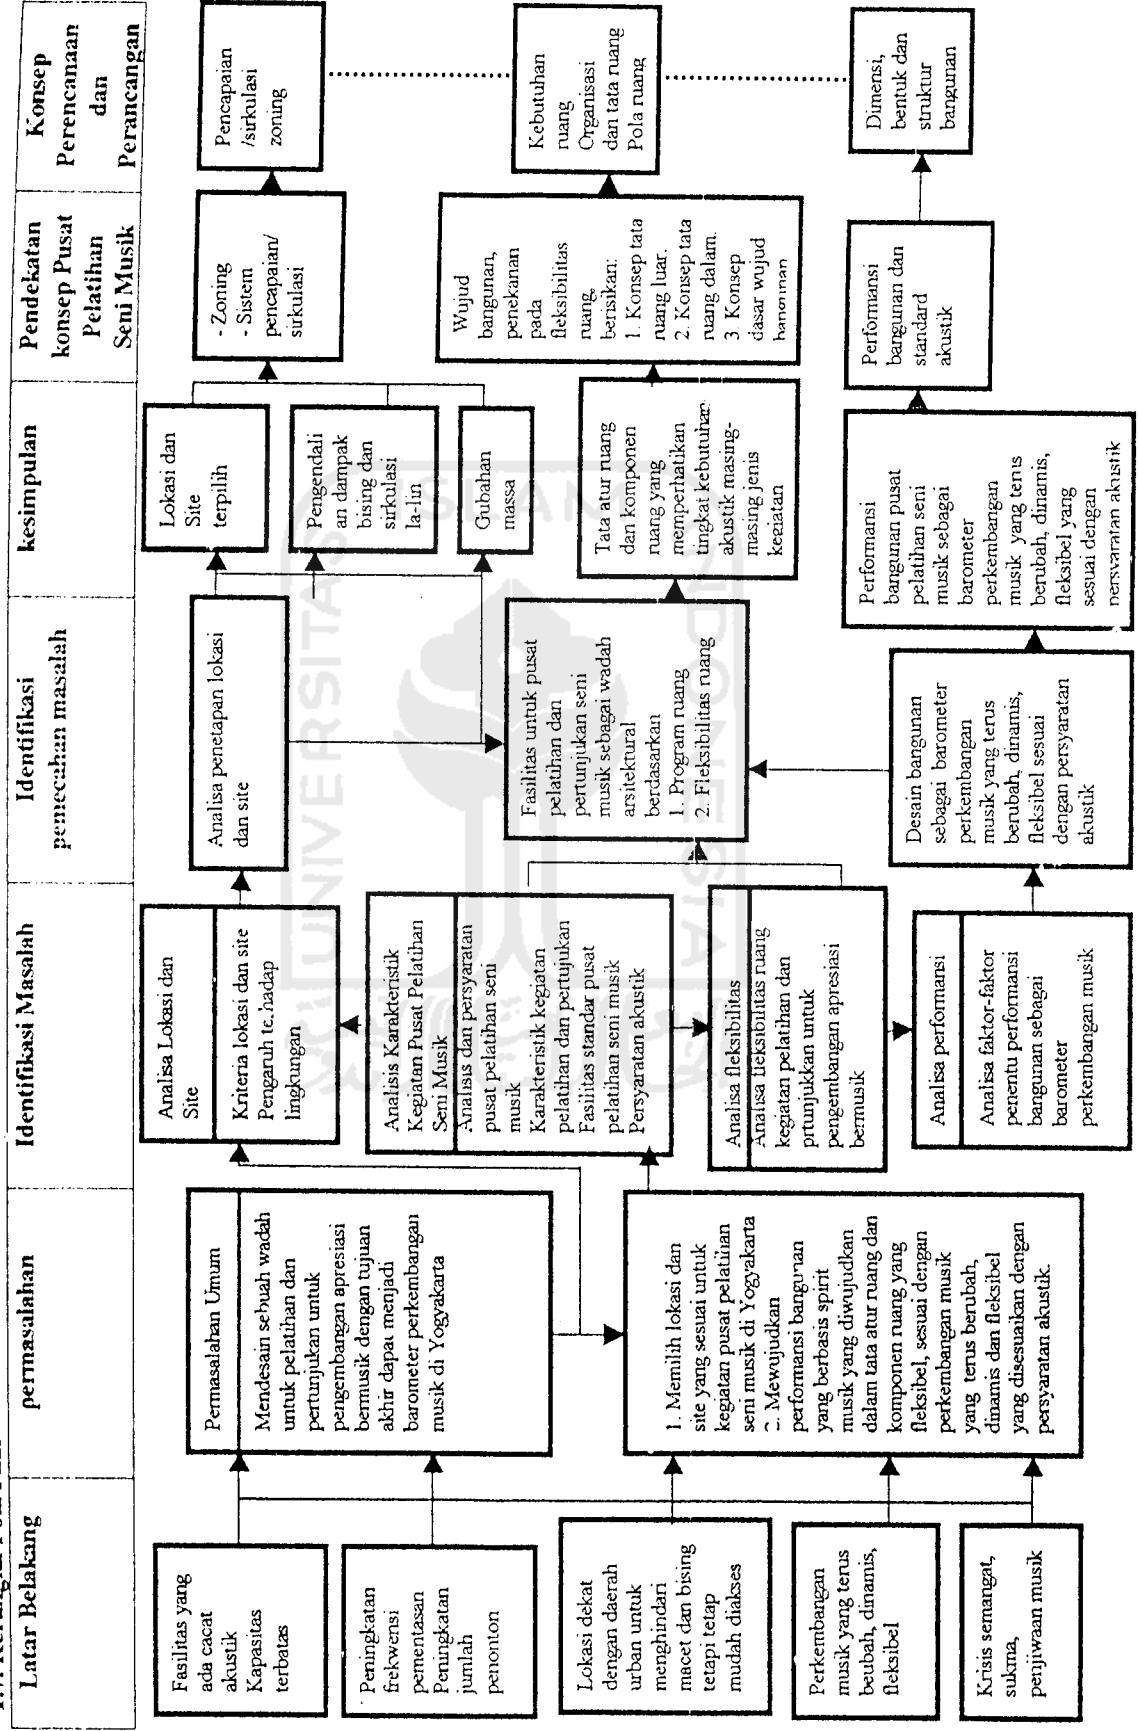 Latar Belakang
permasalahan
Identifikasi Masalah
Identifikasi
pemecahan masalah
kesimpulan
Pendekatan
konsep Pusat
Pelatihan
Seni Musik
Konsep
Perencanaan
dan
Perancangan
Fasilitas yang
ada cacat
akustik
Kapasitas
terbatas
Peningkatan
frekwensi
pementasan
Peningkatan
jumlah
penonton
Lokasi dekat
dengan daerah
urban untuk
menghindari
macet dan bising
tetapi tetap
mudah diakses
Perkembangan
musik yang terus
beubah, dinamis,
fleksibel
Krisis semangat,
sukma,
penjiwaan musik
Permasalahan Umum
Mendesain sebuah wadah
untuk pelatihan dan
pertunjukan untuk
pengembangan apresiasi
bermusik dengan tujuan
akhir dapat menjadi
barometer perkembangan
musik di Yogyakarta
1. Memilih lokasi dan
site yang sesuai untuk
kegiatan pusat pelatihan
seni musik di Yogyakarta
2. Mewujudkan
performansi bangunan
yang berbasis spirit
musik yang diwujudkan
dalam tata atur ruang dan
komponen ruang yang
fleksibel, sesuai dengan
perkembangan musik
yang terus berubah,
dinamis dan fleksibel
yang disesuaikan dengan
persyaratan akustik.
Analisa Lokasi dan
Site
Kriteria lokasi dan site
Pengaruh terhadap
lingkungan
Analisis Karakteristik
Kegiatan Pusat Pelatihan
Seni Musik
Analisis dan persyaratan
pusat pelatihan seni
musik
Karakteristik kegiatan
pelatihan dan pertujukan
Fasilitas standar pusat
pelatihan seni musik
Persyaratan akustik
Analisa fleksibilitas
Analisa fleksibilitas ruang
kegiatan pelatihan dan
prtunjukkan untuk
pengembangan apresiasi
bermusik
Analisa performansi
Analisa faktor-faktor
penentu performansi
bangunan sebagai
barometer
perkembangan musik
Analisa penetapan lokasi
dan site
Fasilitas untuk pusat
pelatihan dan
pertunjukan seni
musik sebagai wadah
arsitektural
berdasarkan
1. Program ruang
2. Fleksibilitas ruang
Desain bangunan
sebagai barometer
perkembangan
musik yang terus
berubah, dinamis,
fleksibel sesuai
dengan persyaratan
akustik
Lokasi dan
Site
terpilih
Pengendali
an dampak
bising dan
sirkulasi
la-lin
Gubahan
massa
Tata atur ruang
dan komponen
ruang yang
memperhatikan
tingkat kebutuhan
akustik masing-
masing jenis
kegiatan
Performansi
bangunan pusat
pelatihan seni
musik sebagai
barometer
perkembangan
musik yang terus
berubah, dinamis,
fleksibel yang
sesuai dengan
persyaratan akustik
- Zoning
- Sistem
pencapaian/
sirkulasi
Wujud
bangunan,
penekanan
pada
fleksibilitas
ruang,
berisikan:
1. Konsep tata
ruang luar.
2. Konsep tata
ruang dalam.
3. Konsep
dasar wujud
bangunan
Performansi
bangunan dan
standard
akustik
Pencapaian
/sirkulasi
zoning
Kebutuhan
ruang
Organisasi
dan tata ruang
Pola ruang
Dimensi,
bentuk dan
struktur
bangunan
UNIVERSITAS
ISLAM
INDONESIA